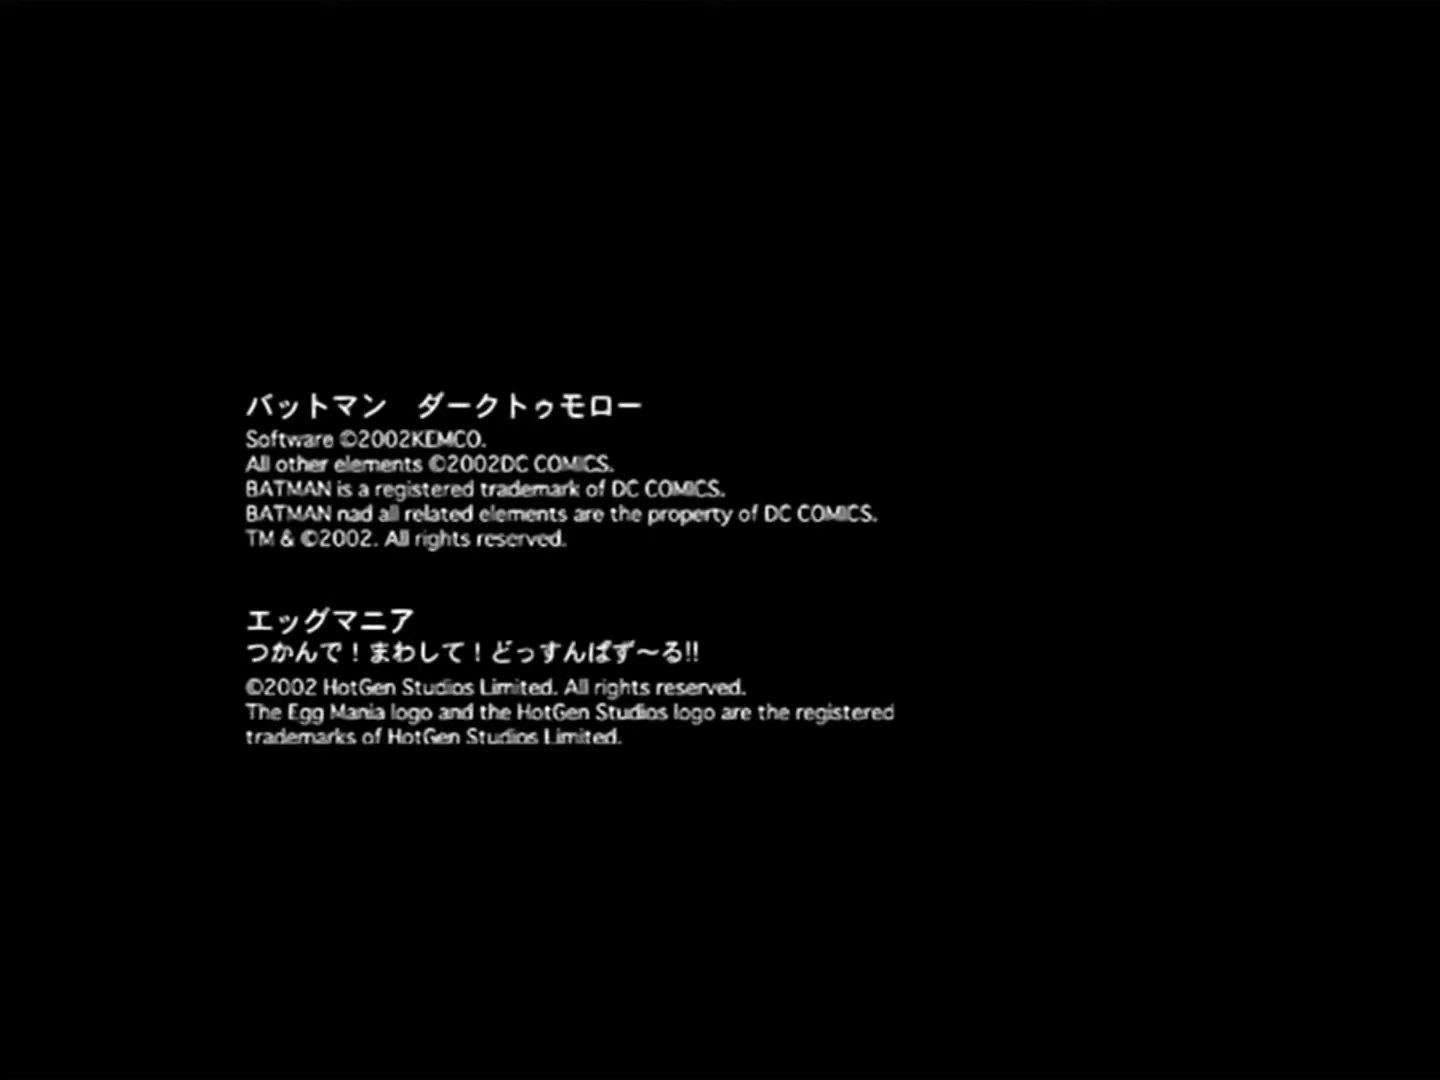 バットマン　ダークトゥモロー
Software ©2002KEMCO.
All other elements ©2002DC COMICS.
BATMAN is a registered trademark of DC COMICS.
BATMAN nad all related elements are the property of DC COMICS.
TM & ©2002. All rights reserved.
エッグマニア
つかんで！まわして！どっすんぱず〜る!!
©2002 HotGen Studios Limited. All rights reserved.
The Egg Mania logo and the HotGen Studios logo are the registered
trademarks of HotGen Studios Limited.